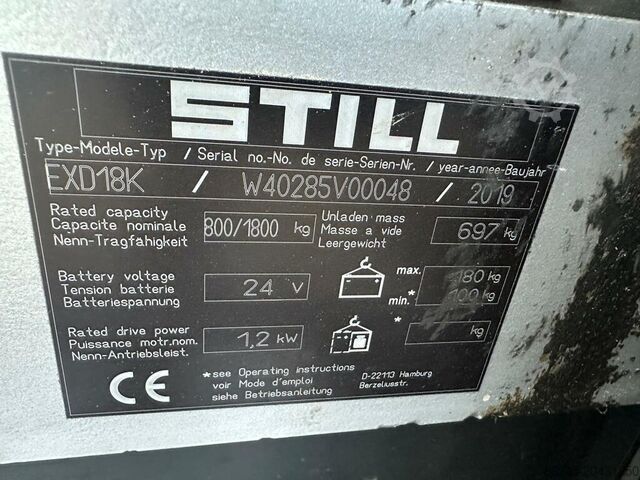 STILL
Type-Modele-Typ / Serial no.-No. de serie-Serien-Nr. / year-annee-Baujahr
EXD18K / W40285V00048 / 2019
Rated capacity
Capacite nominale
Nenn-Tragfähigkeit
800/1800 kg
Unladen mass
Masse a vide
Leergewicht
697 kg
Battery voltage
Tension batterie
Batteriespannung
24 V
max. 180 kg
min.* 100 kg
Rated drive power
Puissance motr.nom.
Nenn-Antriebsleist.
1,2 kW
* kg
CE
*see Operating instructions
voir Mode d'emploi
siehe Betriebsanleitung
D-22113 Hamburg
Berzeliusstr.